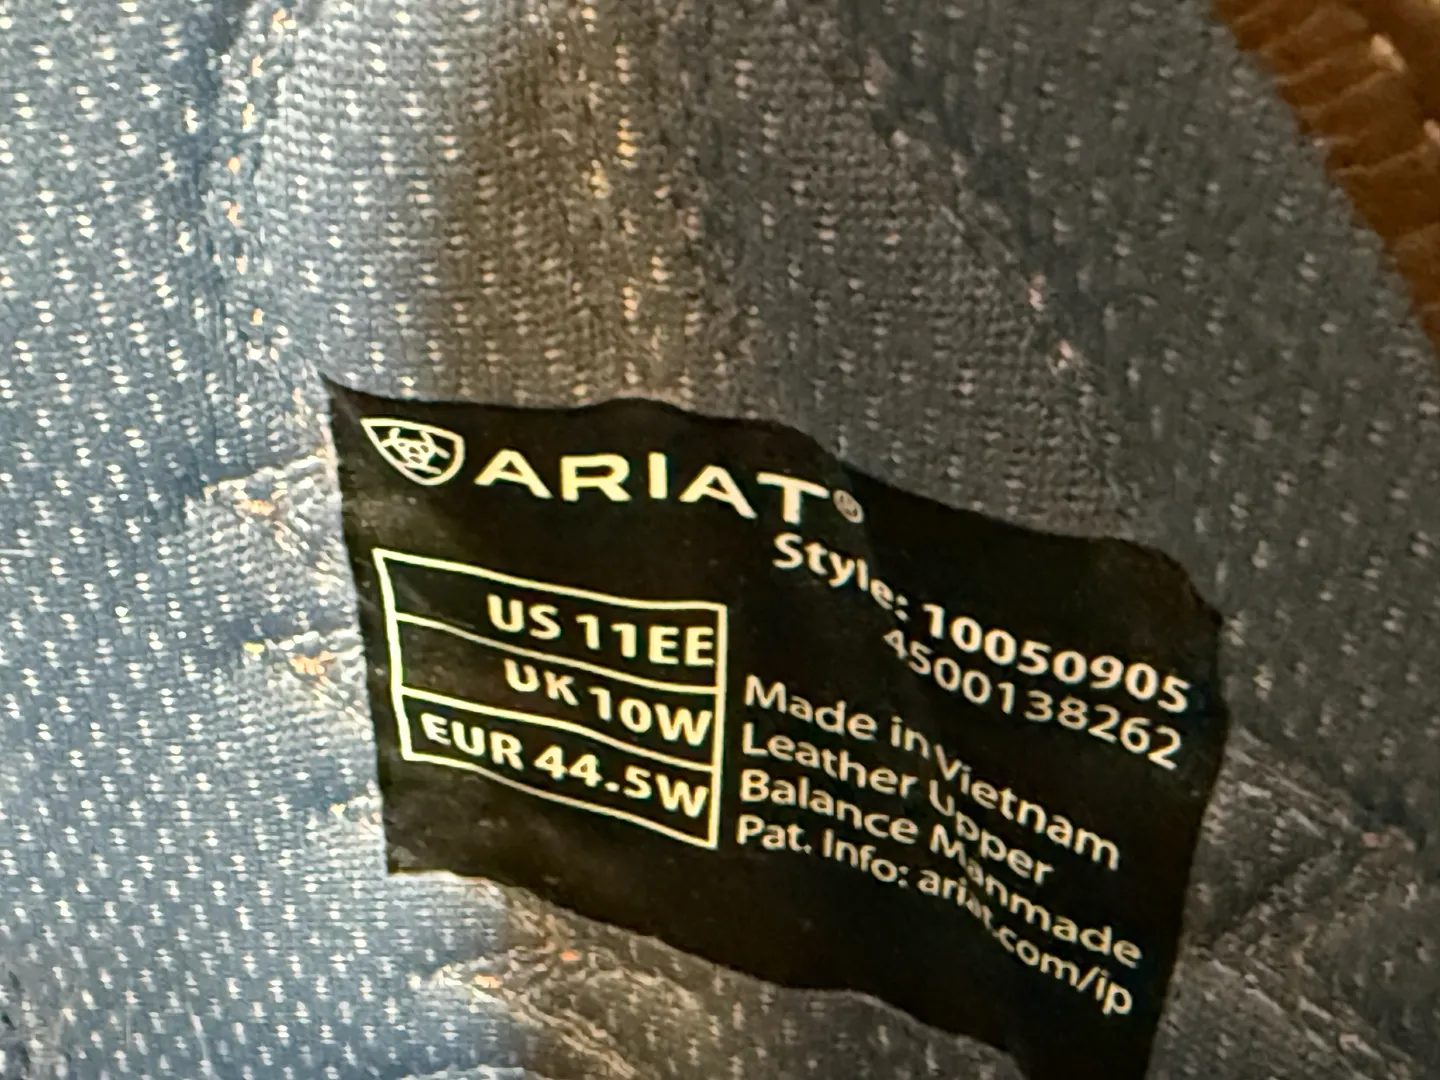 ARIAT®
Style: 10050905
4500138262
US 11EE
UK 10W
EUR 44.5W
Made in Vietnam
Leather Upper
Balance Manmade
Pat. Info: ariat.com/ip